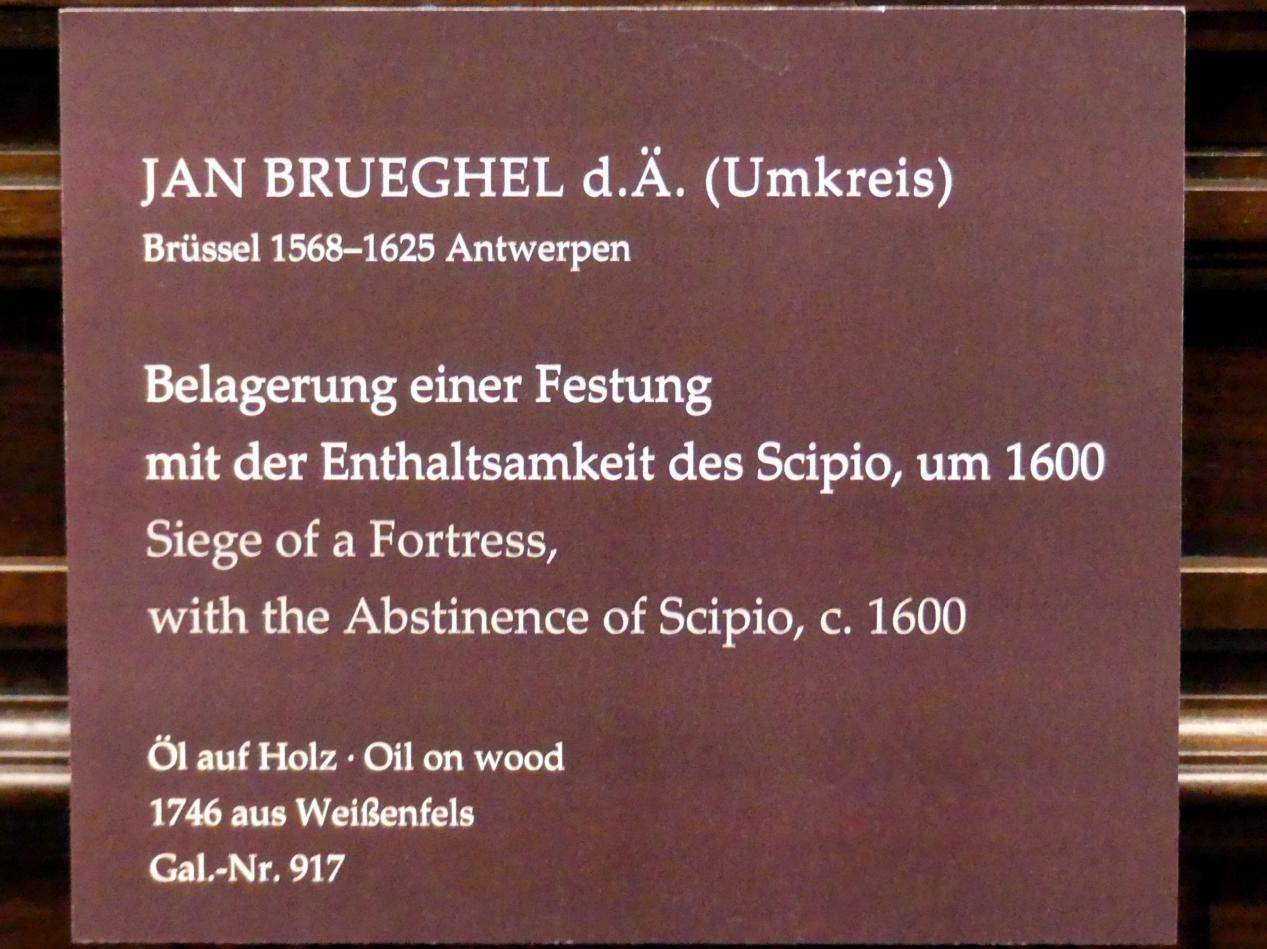 JAN BRUEGHEL d.Ä. (Umkreis)
Brüssel 1568–1625 Antwerpen
Belagerung einer Festung
mit der Enthaltsamkeit des Scipio, um 1600
Siege of a Fortress,
with the Abstinence of Scipio, c. 1600
Öl auf Holz · Oil on wood
1746 aus Weißenfels
Gal.-Nr. 917